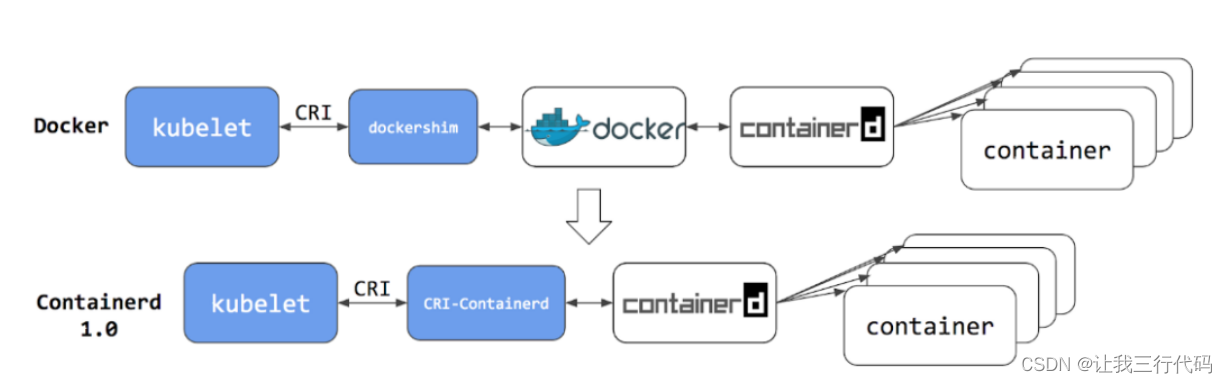 Docker
kubelet
CRI
dockershim
docker
containerd
container
Containerd
1.0
kubelet
CRI
CRI-Containerd
containerd
container
CSDN @让我三行代码